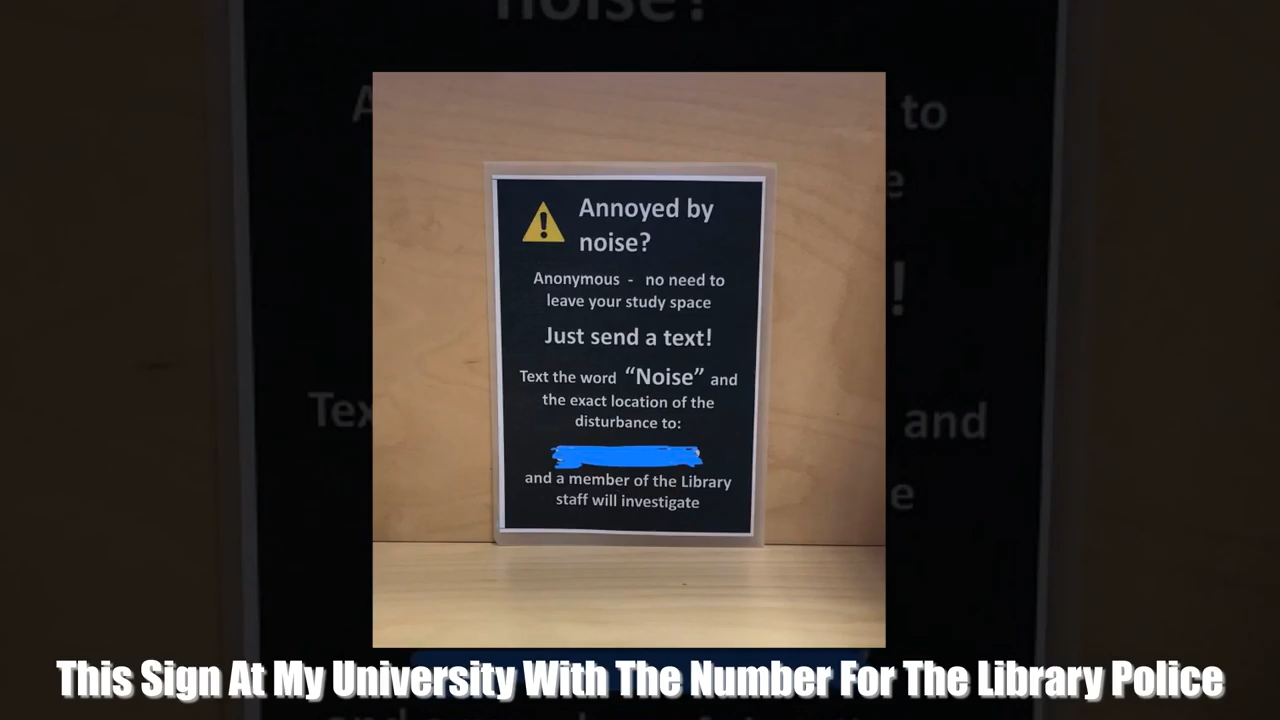 noise?
Annoyed by
noise?
Anonymous - no need to
leave your study space
Just send a text!
Text the word "Noise" and
the exact location of the
disturbance to:
and a member of the Library
staff will investigate
This Sign At My University With The Number For The Library Police